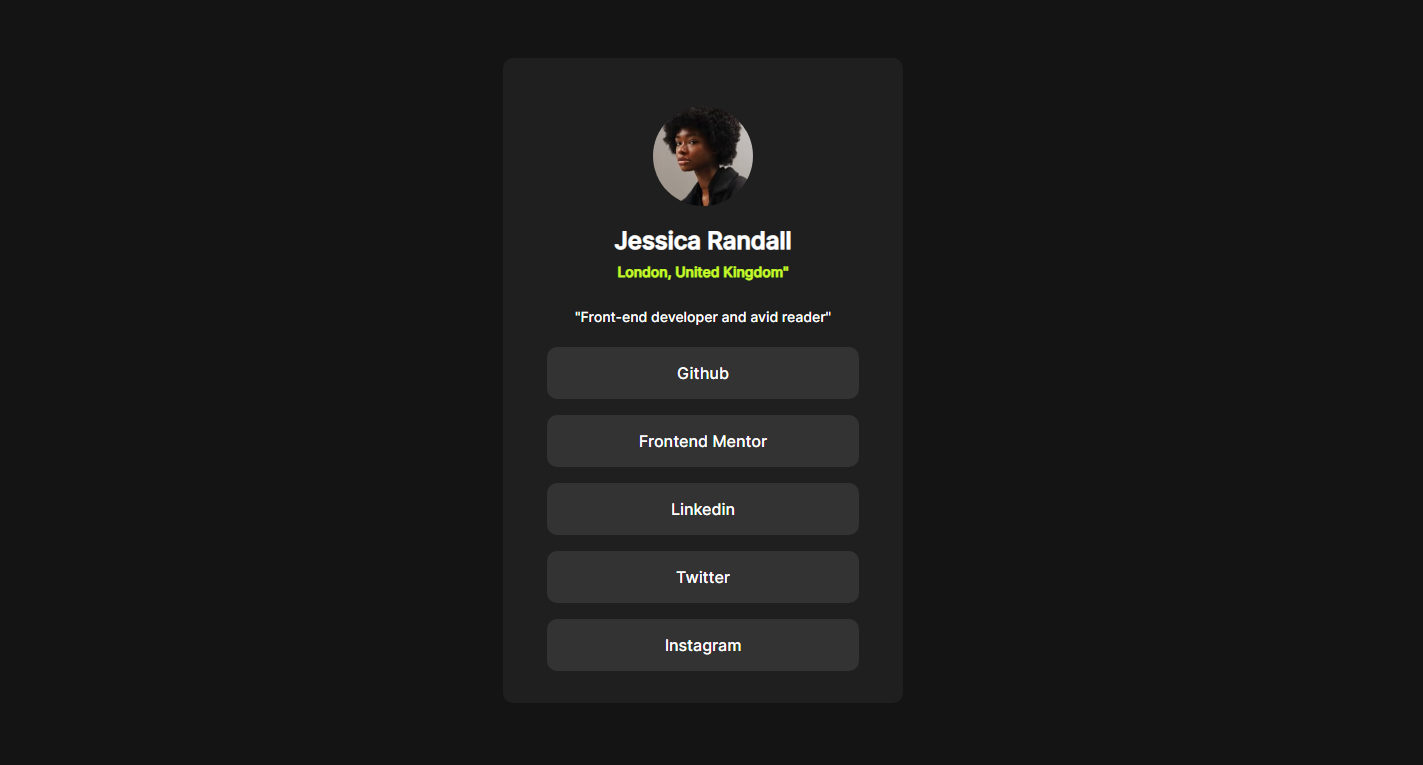 Jessica Randall
London, United Kingdom"
"Front-end developer and avid reader"
Github
Frontend Mentor
Linkedin
Twitter
Instagram